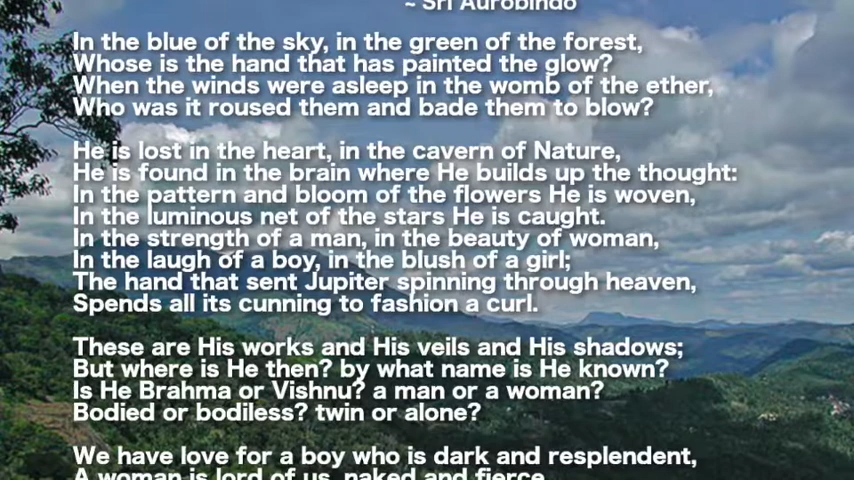 ~ Sri Aurobindo
In the blue of the sky, in the green of the forest,
Whose is the hand that has painted the glow?
When the winds were asleep in the womb of the ether,
Who was it roused them and bade them to blow?
He is lost in the heart, in the cavern of Nature,
He is found in the brain where He builds up the thought:
In the pattern and bloom of the flowers He is woven,
In the luminous net of the stars He is caught.
In the strength of a man, in the beauty of woman,
In the laugh of a boy, in the blush of a girl;
The hand that sent Jupiter spinning through heaven,
Spends all its cunning to fashion a curl.
These are His works and His veils and His shadows;
But where is He then? by what name is He known?
Is He Brahma or Vishnu? a man or a woman?
Bodied or bodiless? twin or alone?
We have love for a boy who is dark and resplendent,
A woman is lord of us, naked and fierce